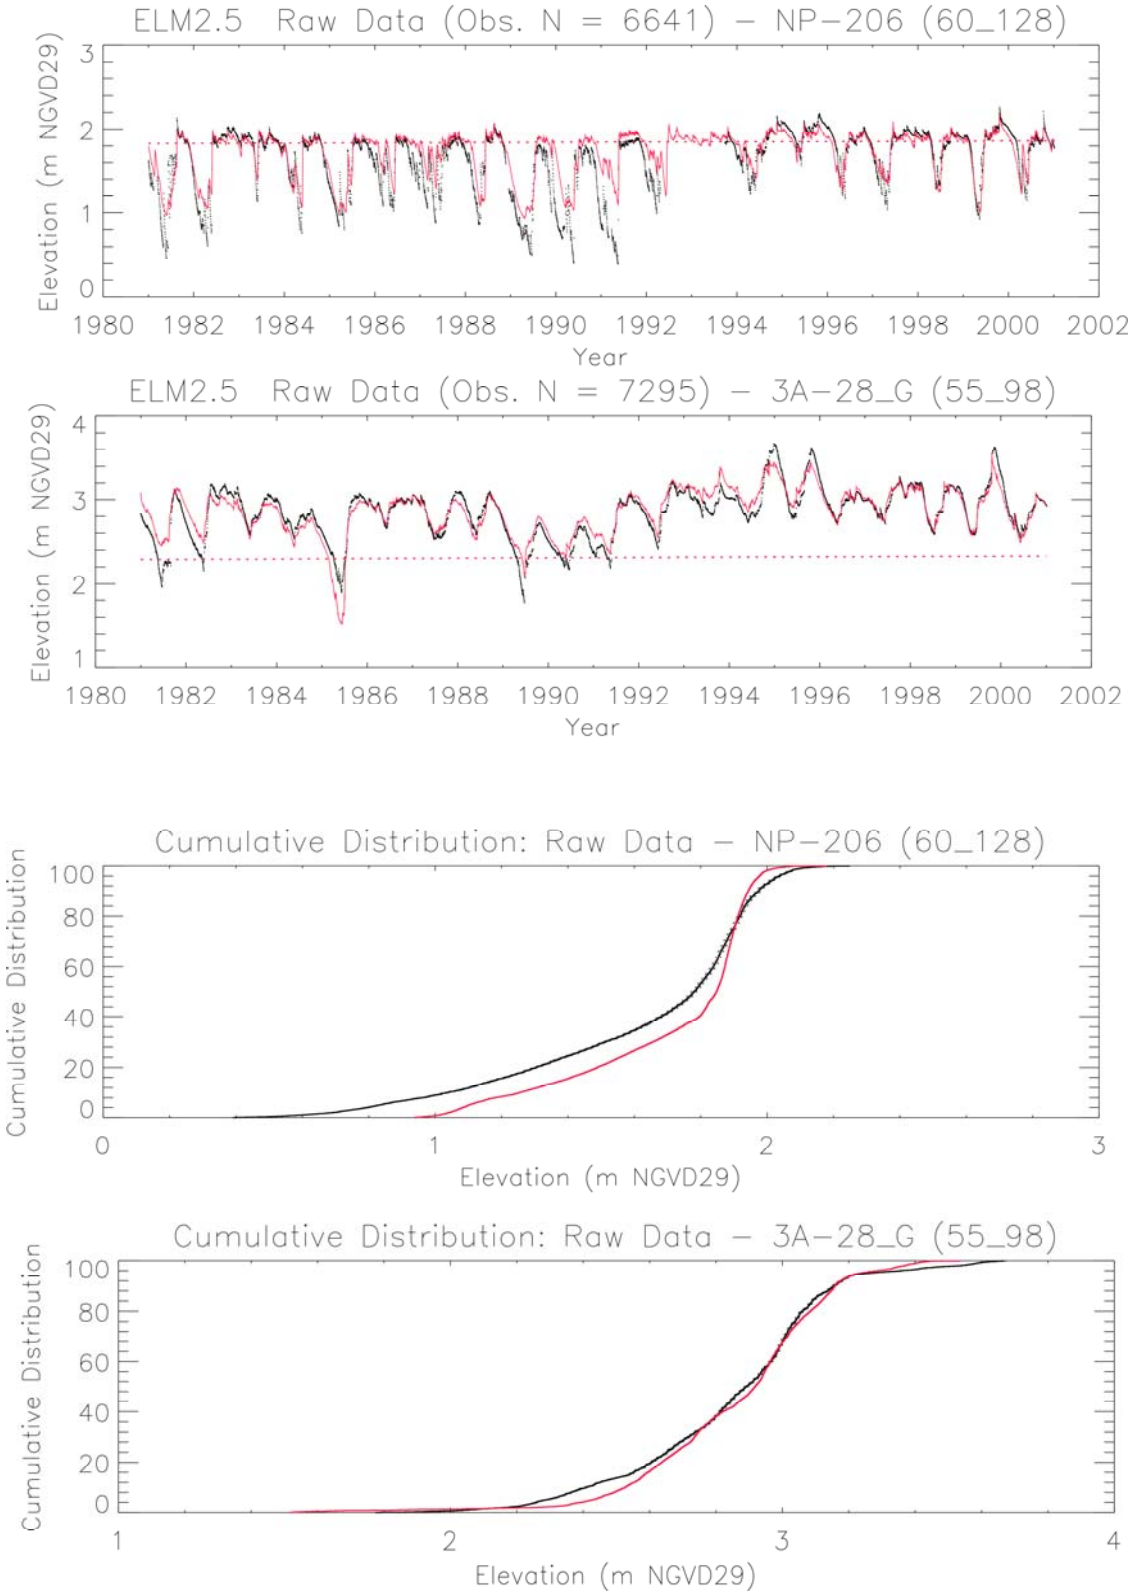 ELM2.5 Raw Data (Obs. N = 6641) – NP–206 (60_128)
Elevation (m NGVD29)
3
2
1
0
1980 1982 1984 1986 1988 1990 1992 1994 1996 1998 2000 2002
Year
ELM2.5 Raw Data (Obs. N = 7295) – 3A–28_G (55_98)
Elevation (m NGVD29)
4
3
2
1
1980 1982 1984 1986 1988 1990 1992 1994 1996 1998 2000 2002
Year
Cumulative Distribution: Raw Data – NP–206 (60_128)
Cumulative Distribution
100
80
60
40
20
0
0 1 2 3
Elevation (m NGVD29)
Cumulative Distribution: Raw Data – 3A–28_G (55_98)
Cumulative Distribution
100
80
60
40
20
0
1 2 3 4
Elevation (m NGVD29)